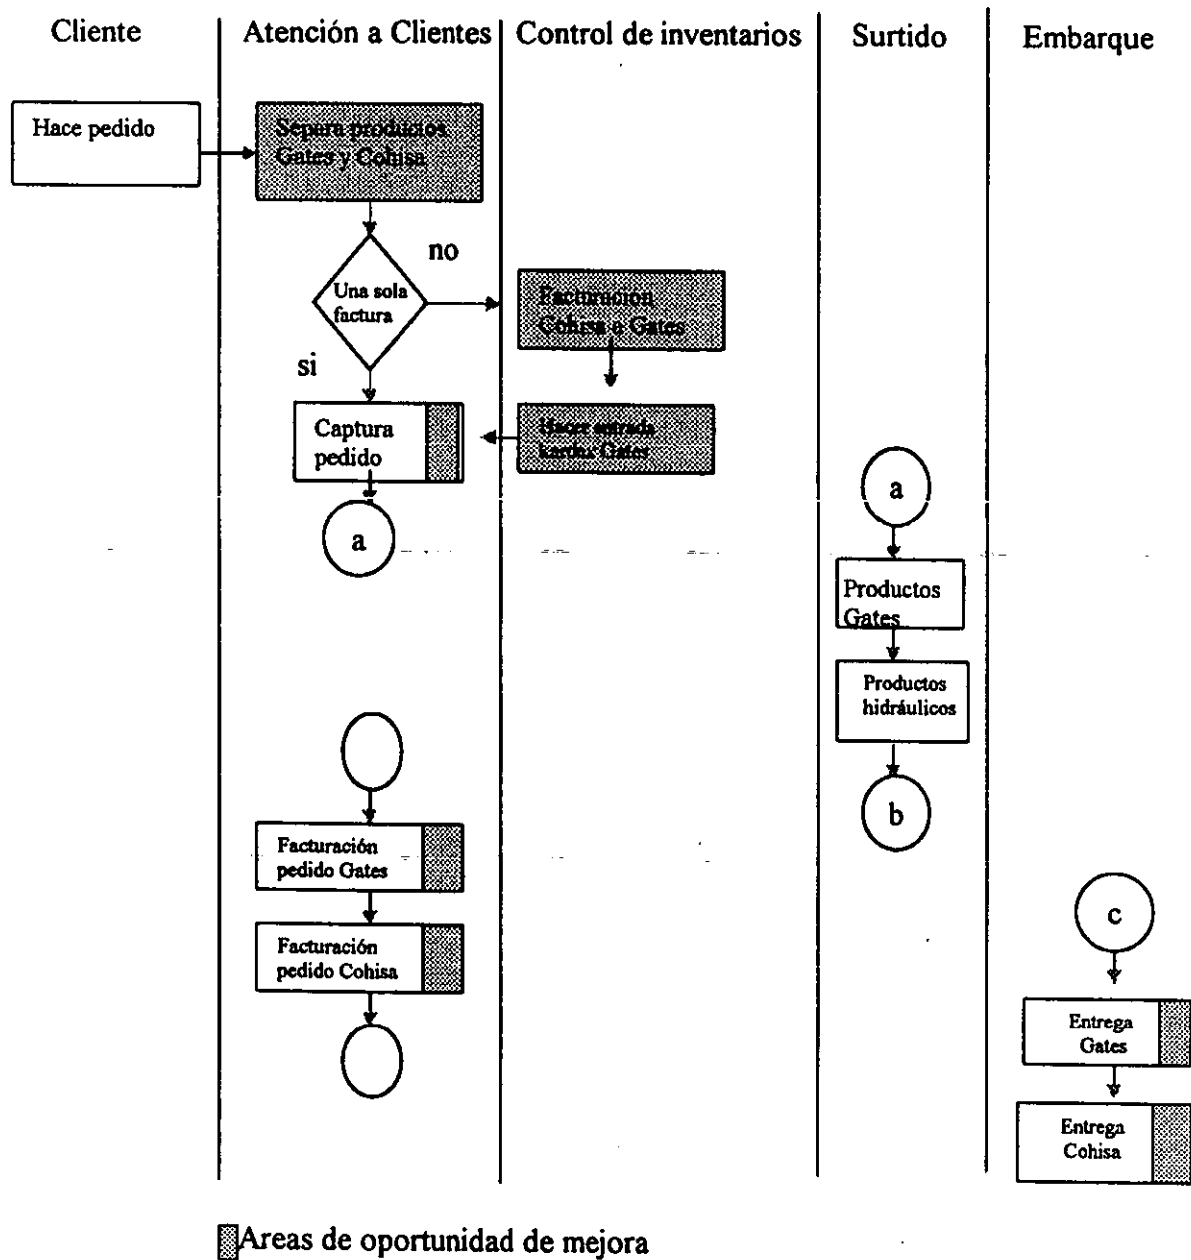 Cliente
Atención a Clientes
Control de inventarios
Surtido
Embarque
Hace pedido
Separa productos
Gates y Cohisa
no
Una sola
factura
si
Facturación
Cohisa a Gates
Captura
pedido
Hacer entrada
kardex Gates
a
a
Productos
Gates
Productos
hidráulicos
b
Facturación
pedido Gates
Facturación
pedido Cohisa
c
Entrega
Gates
Entrega
Cohisa
Areas de oportunidad de mejora